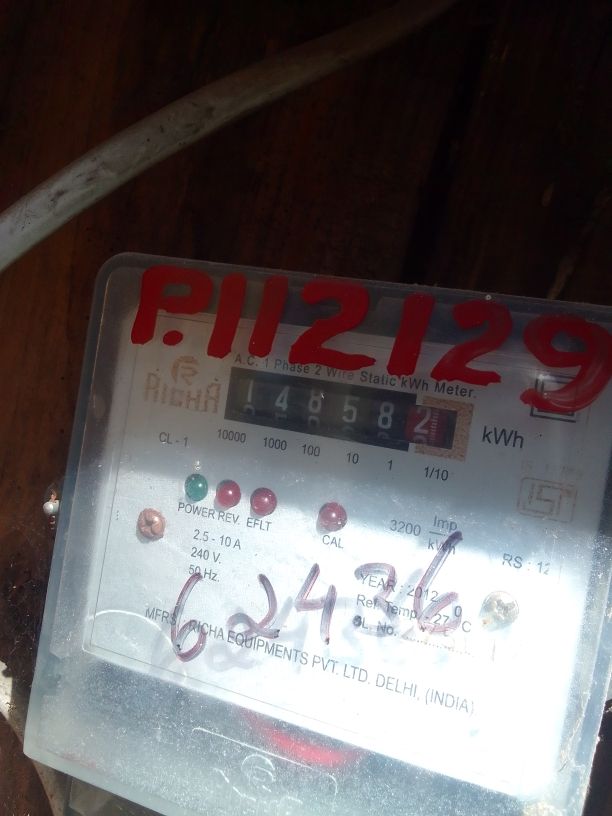 P.112129
A.C. 1 Phase 2 Wire Static kWh Meter.
RICHA
1 4 8 5 8 2
kWh
CL - 1 10000 1000 100 10 1 1/10
POWER REV. EFLT
CAL
3200 Imp
kWh
2.5 - 10 A
240 V.
50 Hz.
RS : 12
YEAR : 2012
Ref. Temp. - 27 °C
SL. No.
62436
MFRS. RICHA EQUIPMENTS PVT. LTD. DELHI. (INDIA)